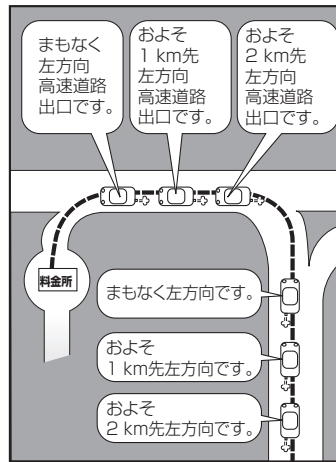 まもなく
左方向
高速道路
出口です。
およそ
1 km先
左方向
高速道路
出口です。
およそ
2 km先
左方向
高速道路
出口です。
料金所
まもなく左方向です。
およそ
1 km先左方向です。
およそ
2 km先左方向です。